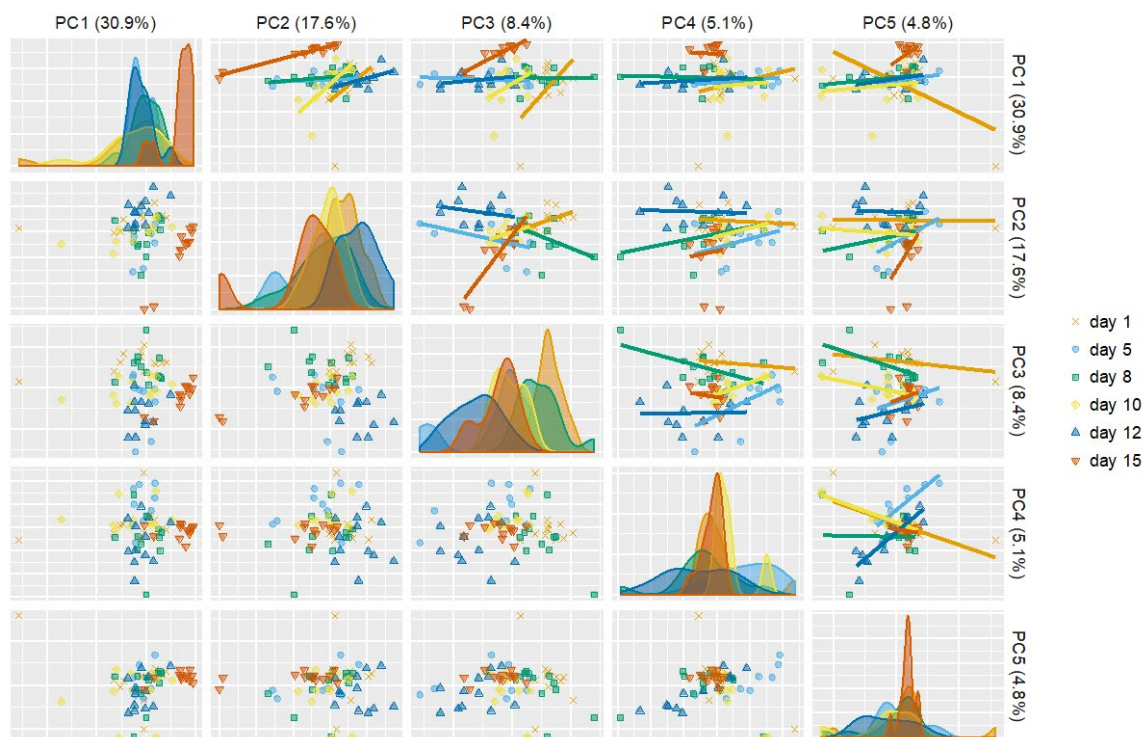 PC1 (30.9%) PC2 (17.6%) PC3 (8.4%) PC4 (5.1%) PC5 (4.8%)
PC1 (30.9%)
PC2 (17.6%)
PC3 (8.4%)
PC4 (5.1%)
PC5 (4.8%)
day 1
day 5
day 8
day 10
day 12
day 15